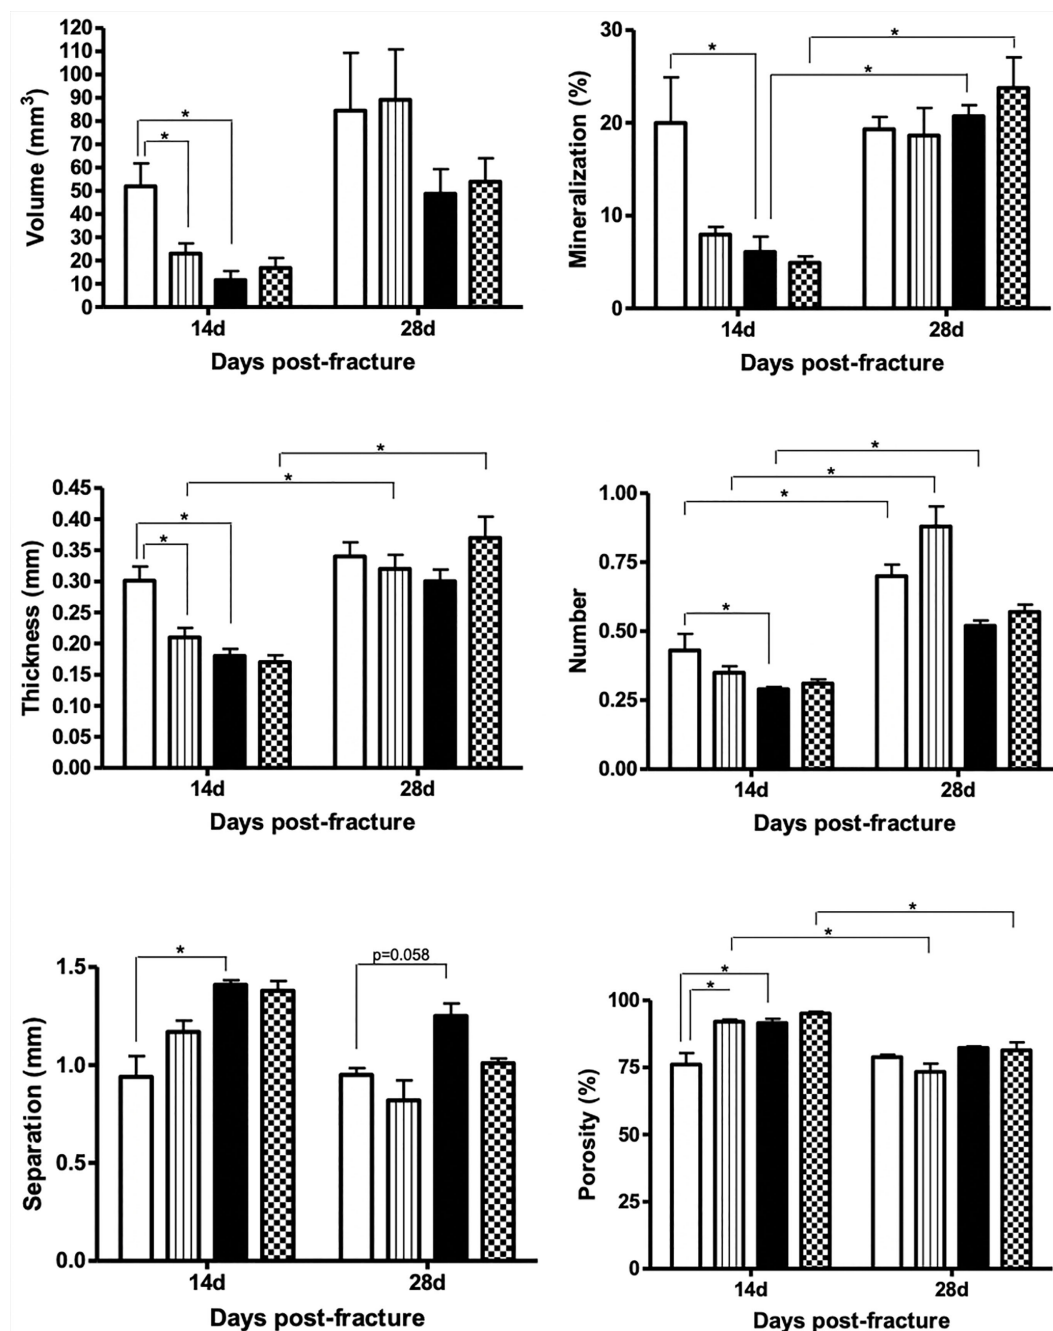 Volume (mm³)
120
110
100
90
80
70
60
50
40
30
20
10
0
*
*
14d
28d
Days post-fracture
Mineralization (%)
30
20
10
0
*
*
*
14d
28d
Days post-fracture
Thickness (mm)
0.45
0.40
0.35
0.30
0.25
0.20
0.15
0.10
0.05
0.00
*
*
*
*
14d
28d
Days post-fracture
Number
1.00
0.75
0.50
0.25
0.00
*
*
*
*
14d
28d
Days post-fracture
Separation (mm)
1.5
1.0
0.5
0.0
*
p=0.058
14d
28d
Days post-fracture
Porosity (%)
100
75
50
25
0
*
*
*
*
14d
28d
Days post-fracture